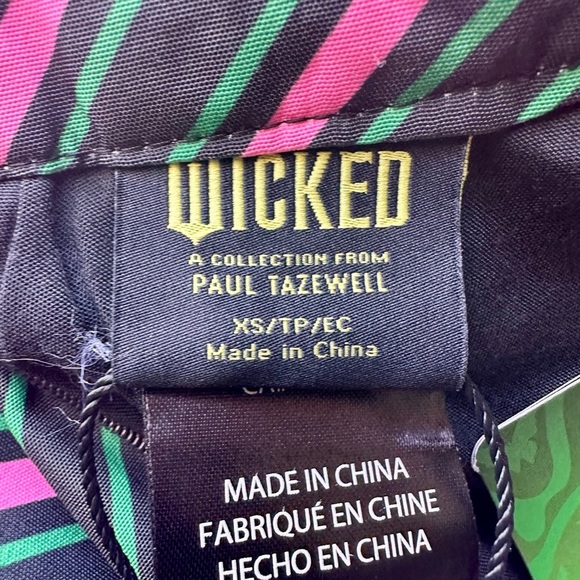 WICKED
A COLLECTION FROM
PAUL TAZEWELL
XS/TP/EC
Made in China
MADE IN CHINA
FABRIQUÉ EN CHINE
HECHO EN CHINA